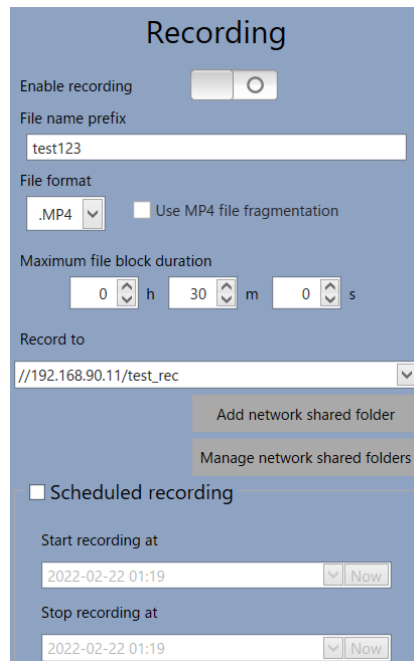 Recording
Enable recording
File name prefix
test123
File format
.MP4 Use MP4 file fragmentation
Maximum file block duration
0 h 30 m 0 s
Record to
//192.168.90.11/test_rec
Add network shared folder
Manage network shared folders
Scheduled recording
Start recording at
2022-02-22 01:19 Now
Stop recording at
2022-02-22 01:19 Now